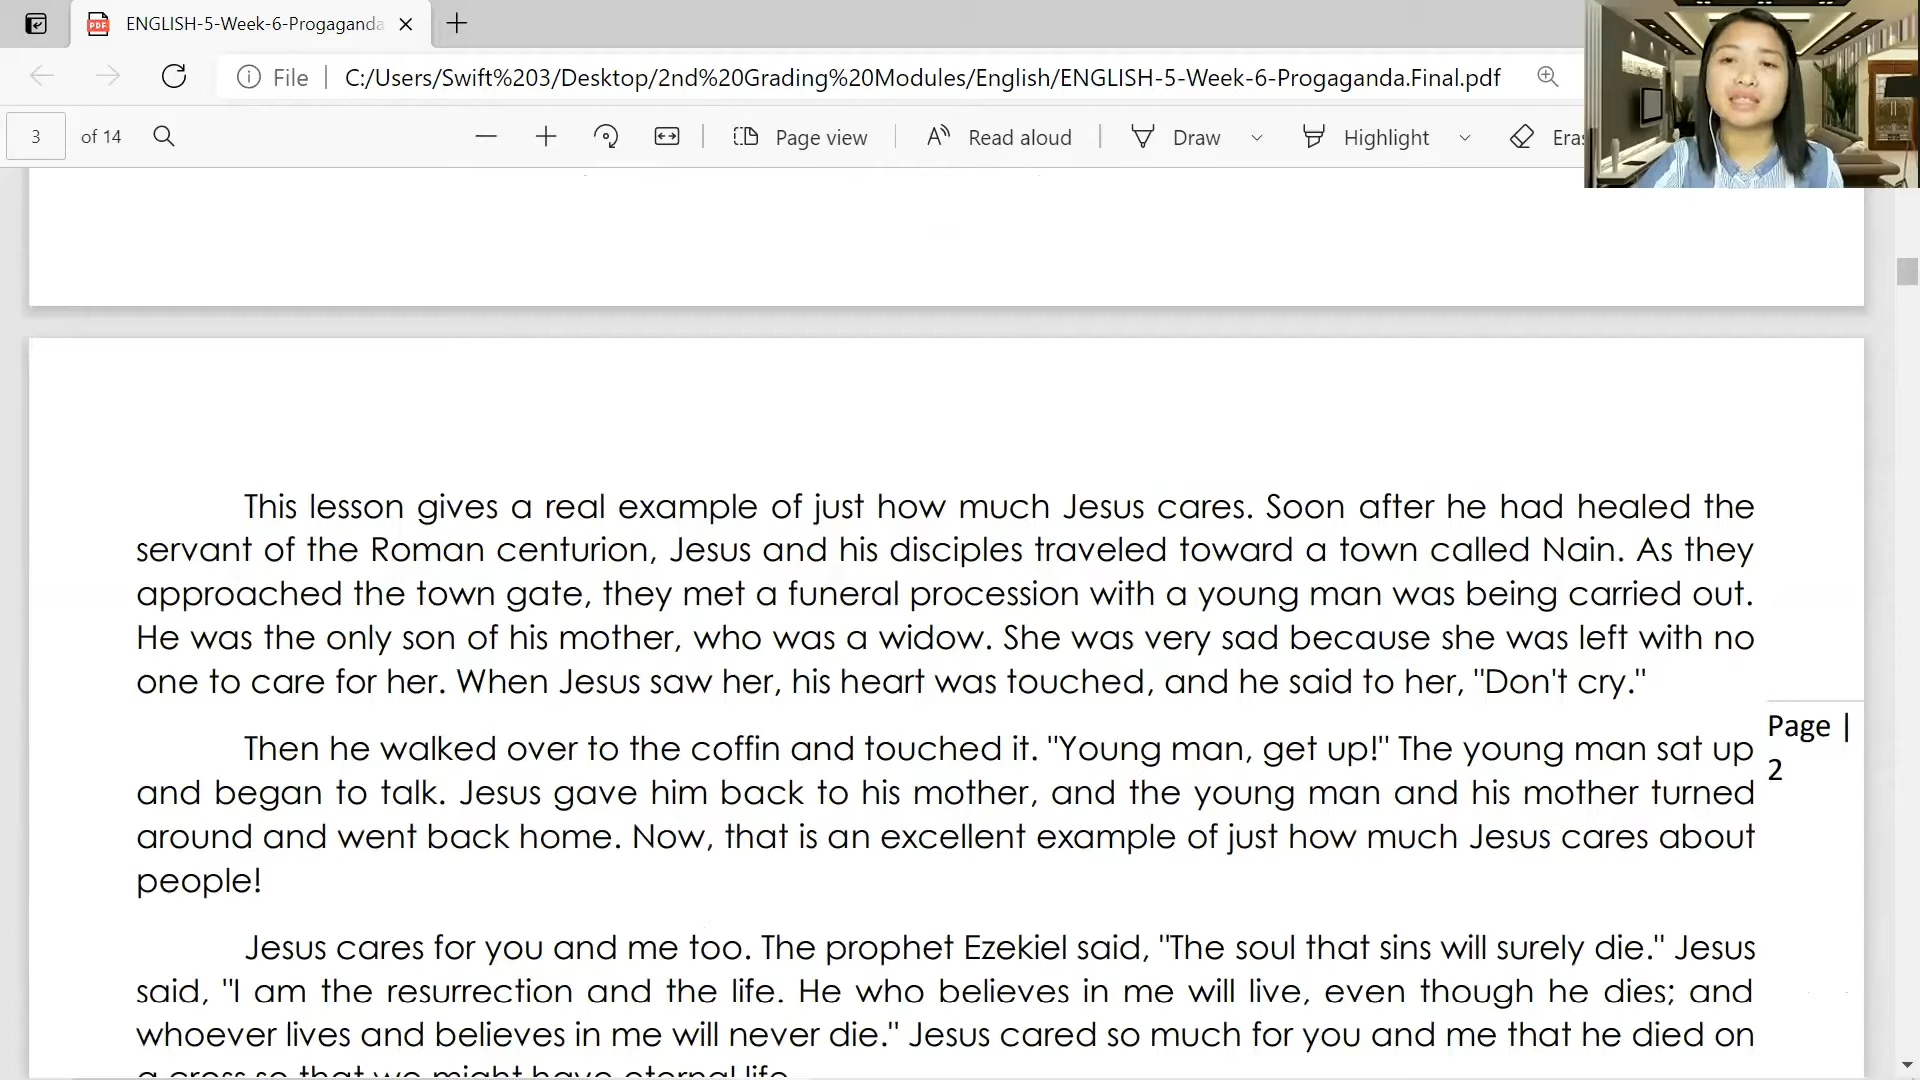 ENGLISH-5-Week-6-Progaganda
File
C:/Users/Swift%203/Desktop/2nd%20Grading%20Modules/English/ENGLISH-5-Week-6-Progaganda.Final.pdf
3 of 14
Page view
Read aloud
Draw
Highlight
Eras
This lesson gives a real example of just how much Jesus cares. Soon after he had healed the
servant of the Roman centurion, Jesus and his disciples traveled toward a town called Nain. As they
approached the town gate, they met a funeral procession with a young man was being carried out.
He was the only son of his mother, who was a widow. She was very sad because she was left with no
one to care for her. When Jesus saw her, his heart was touched, and he said to her, "Don't cry."
Page |
2
Then he walked over to the coffin and touched it. "Young man, get up!" The young man sat up
and began to talk. Jesus gave him back to his mother, and the young man and his mother turned
around and went back home. Now, that is an excellent example of just how much Jesus cares about
people!
Jesus cares for you and me too. The prophet Ezekiel said, "The soul that sins will surely die." Jesus
said, "I am the resurrection and the life. He who believes in me will live, even though he dies; and
whoever lives and believes in me will never die." Jesus cared so much for you and me that he died on
a cross so that we might have eternal life.